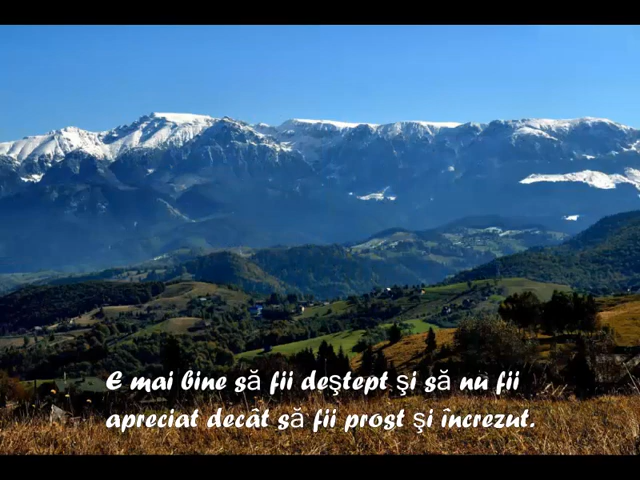 E mai bine să fii deştept şi să nu fii
apreciat decât să fii prost şi încrezut.